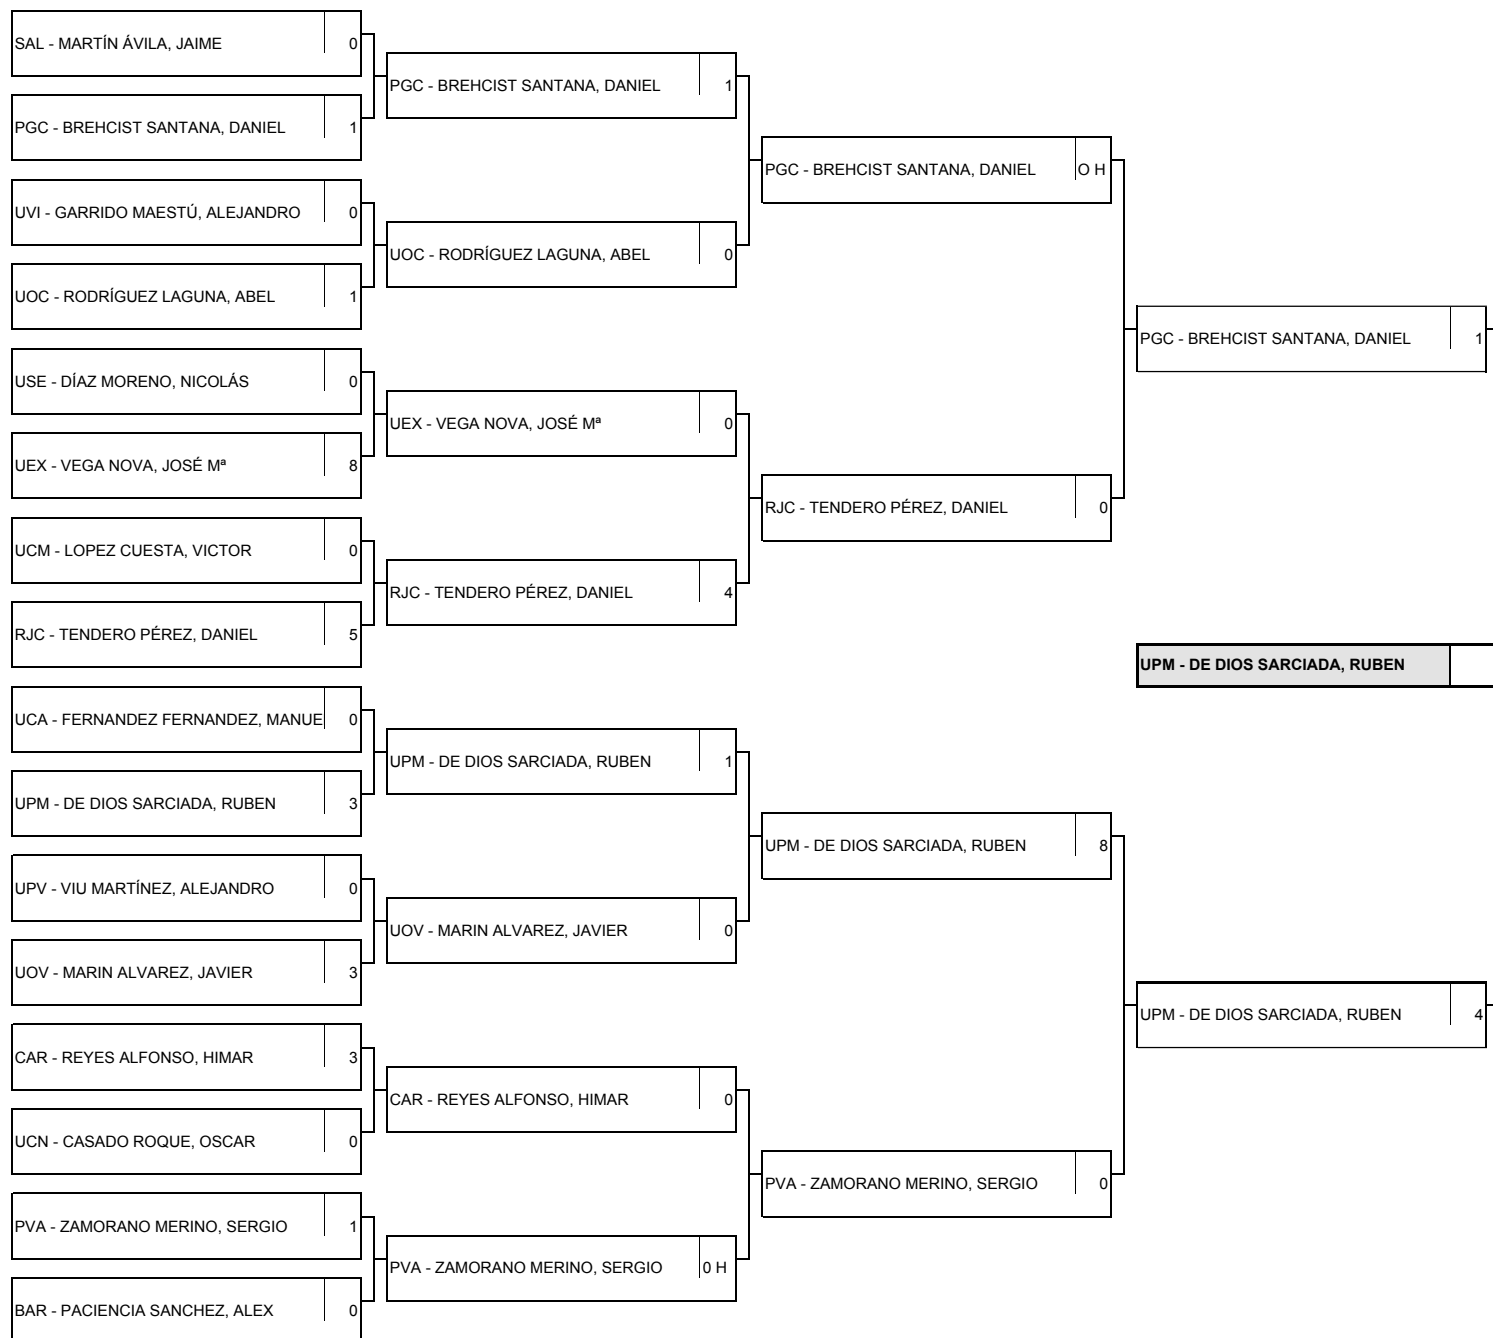 SAL - MARTÍN ÁVILA, JAIME 0
PGC - BREHCIST SANTANA, DANIEL 1
UVI - GARRIDO MAESTÚ, ALEJANDRO 0
UOC - RODRÍGUEZ LAGUNA, ABEL 1
USE - DÍAZ MORENO, NICOLÁS 0
UEX - VEGA NOVA, JOSÉ Mª 8
UCM - LOPEZ CUESTA, VICTOR 0
RJC - TENDERO PÉREZ, DANIEL 5
UCA - FERNANDEZ FERNANDEZ, MANUE 0
UPM - DE DIOS SARCIADA, RUBEN 3
UPV - VIU MARTÍNEZ, ALEJANDRO 0
UOV - MARIN ALVAREZ, JAVIER 3
CAR - REYES ALFONSO, HIMAR 3
UCN - CASADO ROQUE, OSCAR 0
PVA - ZAMORANO MERINO, SERGIO 1
BAR - PACIENCIA SANCHEZ, ALEX 0
PGC - BREHCIST SANTANA, DANIEL 1
UOC - RODRÍGUEZ LAGUNA, ABEL 0
UEX - VEGA NOVA, JOSÉ Mª 0
RJC - TENDERO PÉREZ, DANIEL 4
UPM - DE DIOS SARCIADA, RUBEN 1
UOV - MARIN ALVAREZ, JAVIER 0
CAR - REYES ALFONSO, HIMAR 0
PVA - ZAMORANO MERINO, SERGIO 0 H
PGC - BREHCIST SANTANA, DANIEL O H
RJC - TENDERO PÉREZ, DANIEL 0
UPM - DE DIOS SARCIADA, RUBEN 8
PVA - ZAMORANO MERINO, SERGIO 0
PGC - BREHCIST SANTANA, DANIEL 1
UPM - DE DIOS SARCIADA, RUBEN
UPM - DE DIOS SARCIADA, RUBEN 4